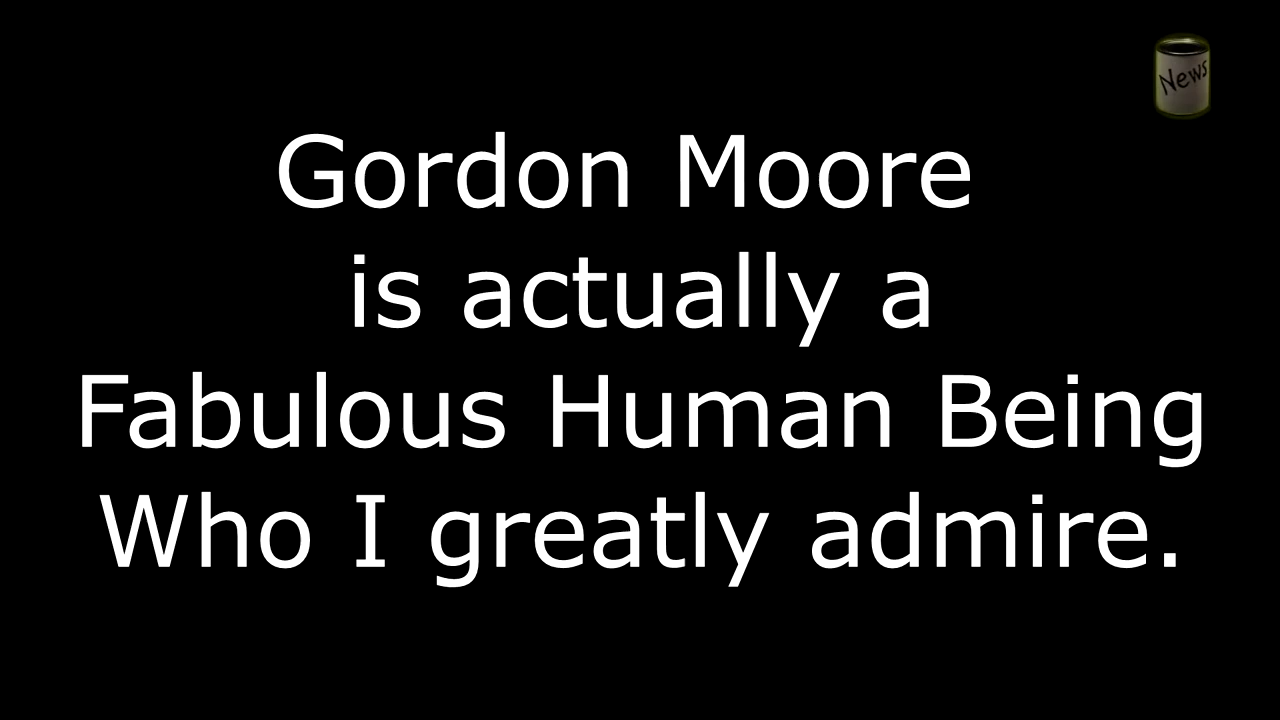 News
Gordon Moore
is actually a
Fabulous Human Being
Who I greatly admire.